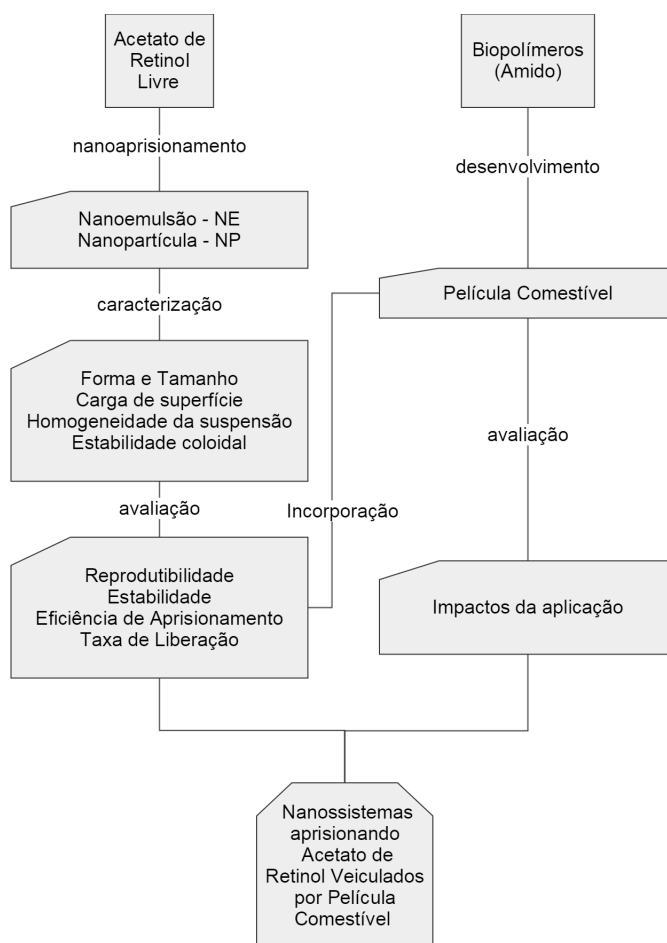 Acetato de
Retinol
Livre
Biopolímeros
(Amido)
nanoaprisionamento
desenvolvimento
Nanoemulsão - NE
Nanopartícula - NP
Película Comestível
caracterização
Forma e Tamanho
Carga de superfície
Homogeneidade da suspensão
Estabilidade coloidal
avaliação
avaliação
Incorporação
Reprodutibilidade
Estabilidade
Eficiência de Aprisionamento
Taxa de Liberação
Impactos da aplicação
Nanossistemas
aprisionando
Acetato de
Retinol Veiculados
por Película
Comestível